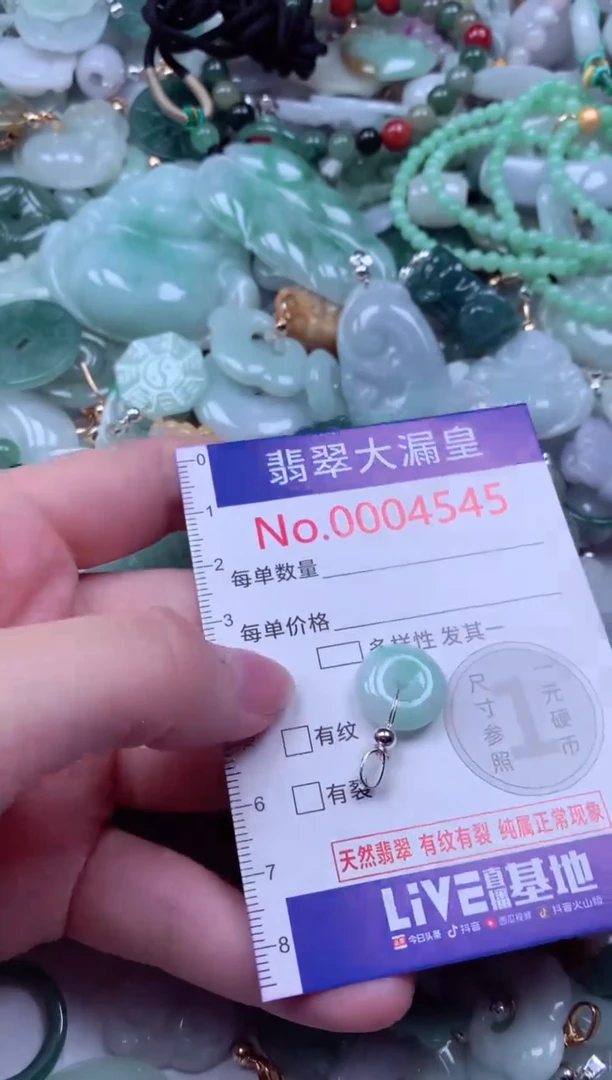 翡翠大漏皇
No.0004545
每单数量
每单价格
多样性 发其一
有纹
有裂
尺寸参照
1
一元硬币
天然翡翠 有纹有裂 纯属正常现象
LiVE直播基地
今日头条 抖音 西瓜视频 抖音火山版
0
1
2
3
6
7
8